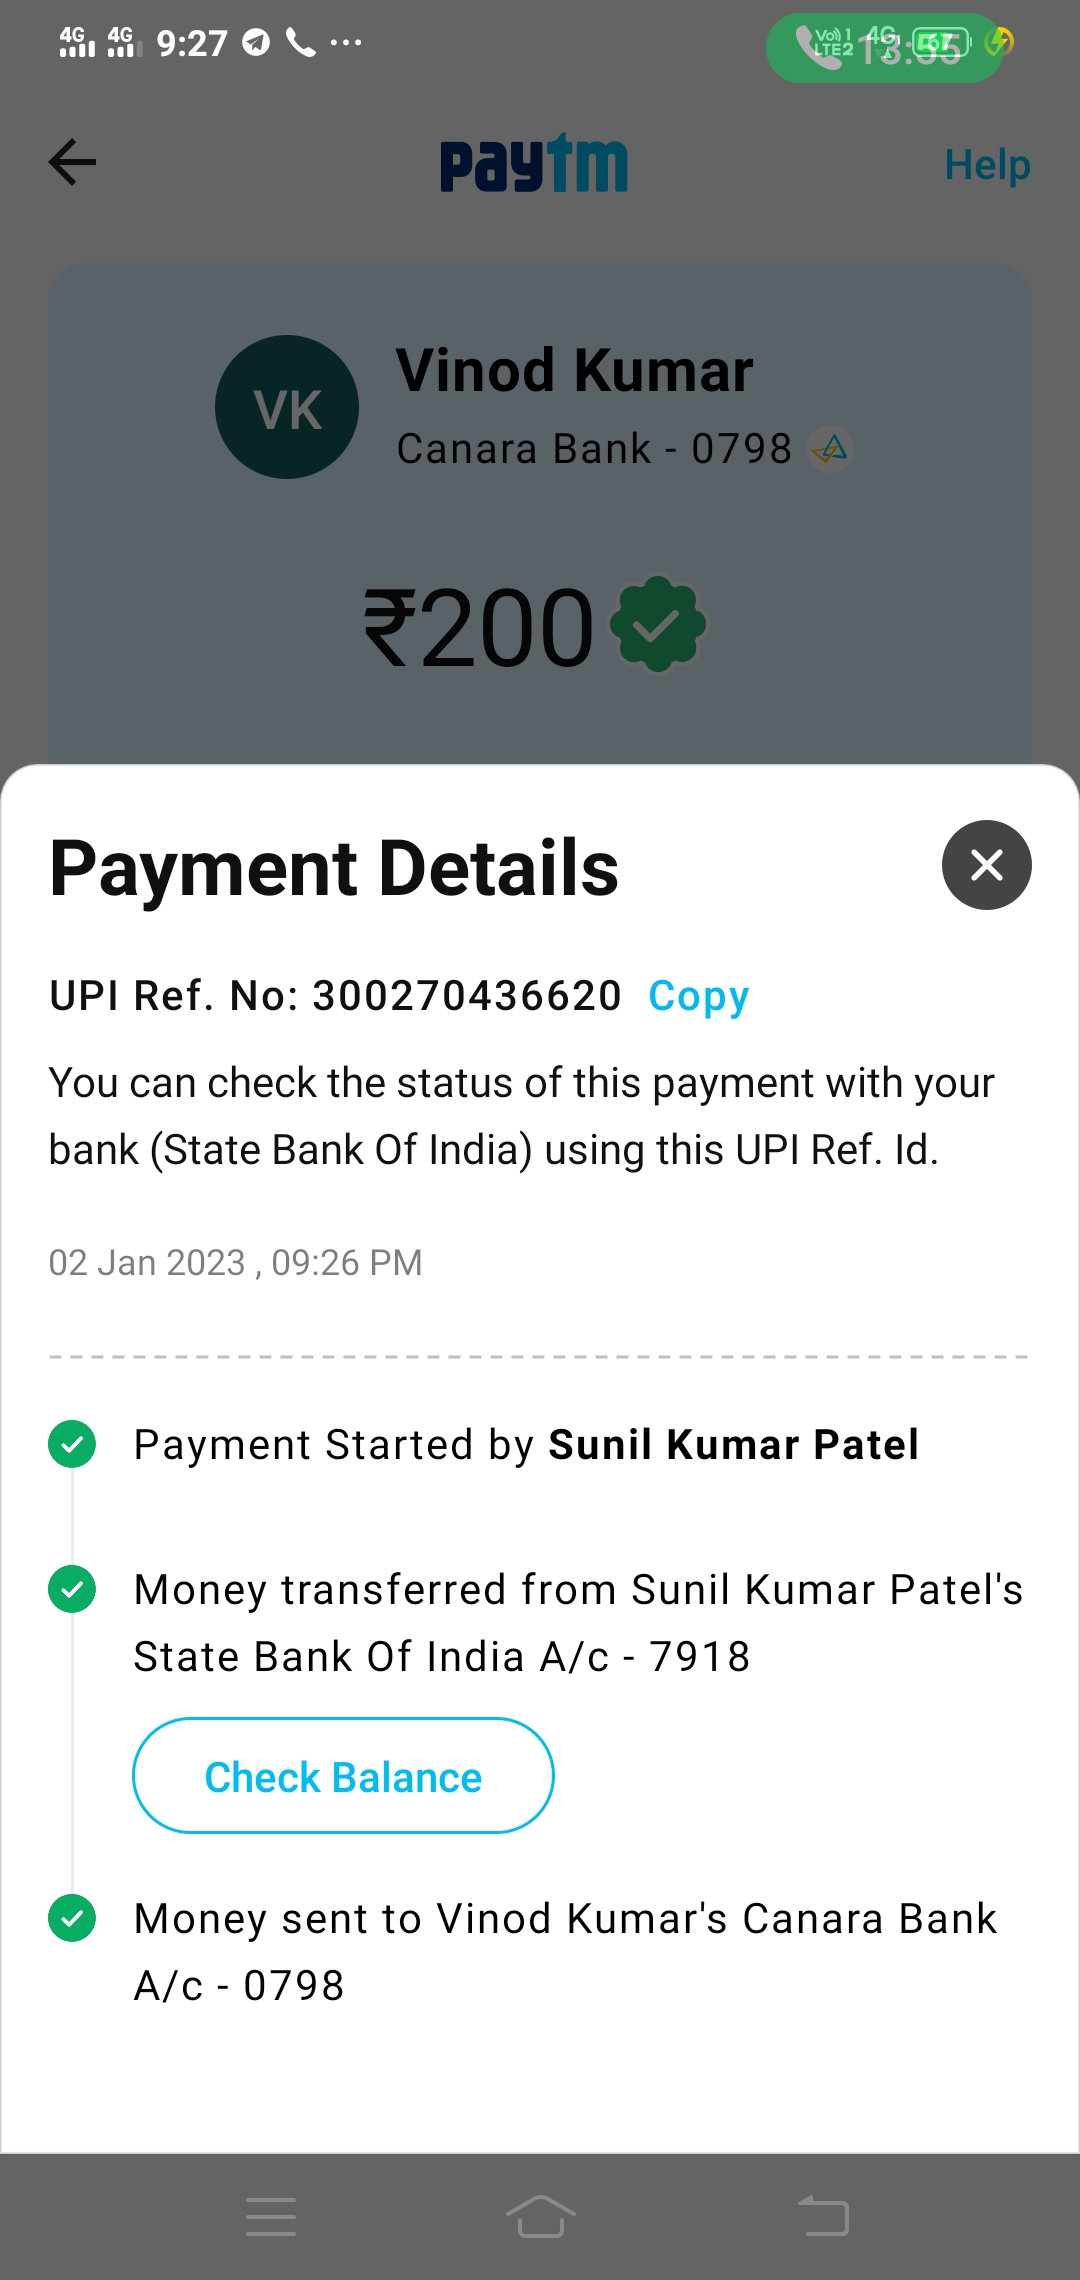 4G 4G 9:27 Vo) 1 LTE2 4G 67 13:55
paytm Help
VK Vinod Kumar
Canara Bank - 0798
₹200
Payment Details
UPI Ref. No: 300270436620 Copy
You can check the status of this payment with your
bank (State Bank Of India) using this UPI Ref. Id.
02 Jan 2023 , 09:26 PM
Payment Started by Sunil Kumar Patel
Money transferred from Sunil Kumar Patel's
State Bank Of India A/c - 7918
Check Balance
Money sent to Vinod Kumar's Canara Bank
A/c - 0798